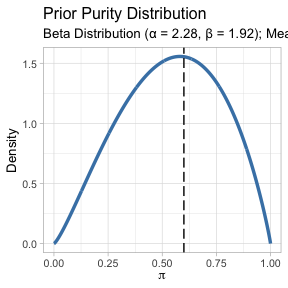 Prior Purity Distribution
Beta Distribution (α = 2.28, β = 1.92); Mea
1.5
1.0
0.5
0.0
Density
0.00 0.25 0.50 0.75 1.00
π